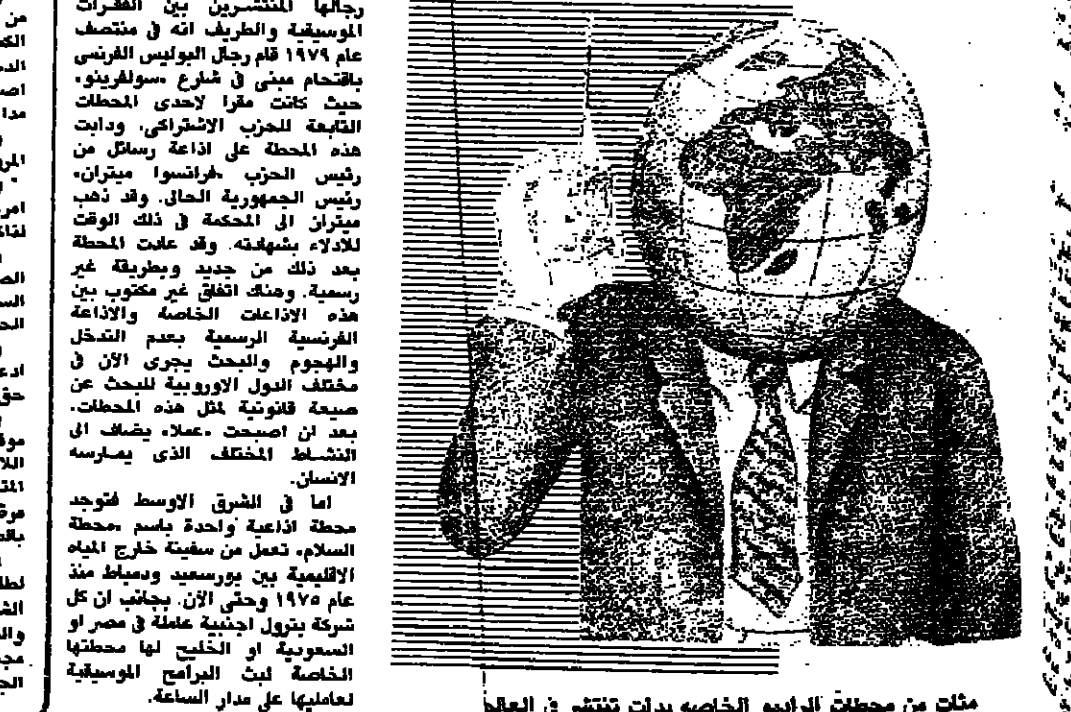 رجالها المنتشرين بين الفقرات
الموسيقية والطريف انه في منتصف
عام ١٩٧٩ قام رجال البوليس الفرنسى
باقتحام مبنى في شارع «سولفرينو»
حيث كانت مقرا لاحدى المحطات
التابعة للحزب الاشتراكى. ودابت
هذه المحطة على اذاعة رسائل من
رئيس الحزب «فرانسوا ميتران»
رئيس الجمهورية الحالى. وقد ذهب
ميتران الى المحكمة في ذلك الوقت
للادلاء بشهادته. وقد عادت المحطة
بعد ذلك من جديد وبطريقة غير
رسمية. وهناك اتفاق غير مكتوب بين
هذه الاذاعات الخاصة والاذاعة
الفرنسية الرسمية بعدم التدخل
والهجوم والبحث يجرى الآن في
مختلف الدول الاوروبية للبحث عن
صيغة قانونية لمثل هذه المحطات.
بعد ان اصبحت «عملا» يضاف الى
النشاط المختلف الذى يمارسه
الانسان.
اما في الشرق الاوسط فتوجد
محطة اذاعية واحدة باسم «محطة
السلام» تعمل من سفينة خارج المياه
الاقليمية بين بورسعيد ودمياط منذ
عام ١٩٧٥ وحتى الآن. بجانب ان كل
شركة بترول اجنبية عاملة في مصر او
السعودية او الخليج لها محطتها
الخاصة لبث البرامج الموسيقية
لعامليها على مدار الساعة.
مئات من محطات الراديو الخاصه بدات تنتشر في العالم